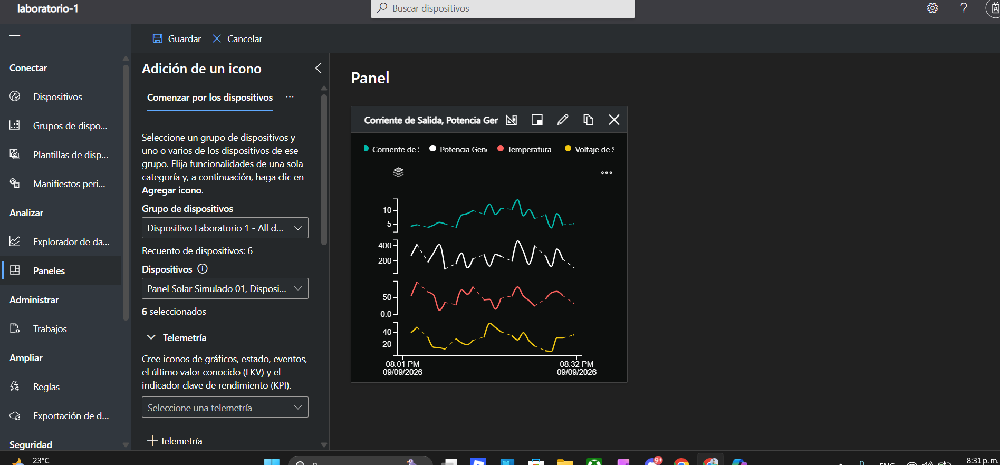 laboratorio-1
Buscar dispositivos
Guardar
Cancelar
Conectar
Dispositivos
Grupos de dispo...
Plantillas de disp...
Manifiestos peri...
Analizar
Explorador de da...
Paneles
Administrar
Trabajos
Ampliar
Reglas
Exportación de d...
Seguridad
Adición de un icono
Comenzar por los dispositivos
Seleccione un grupo de dispositivos y
uno o varios de los dispositivos de ese
grupo. Elija funcionalidades de una sola
categoría y, a continuación, haga clic en
Agregar icono.
Grupo de dispositivos
Dispositivo Laboratorio 1 - All d...
Recuento de dispositivos: 6
Dispositivos
Panel Solar Simulado 01, Disposi...
6 seleccionados
Telemetría
Cree iconos de gráficos, estado, eventos,
el último valor conocido (LKV) y el
indicador clave de rendimiento (KPI).
Seleccione una telemetría
Telemetría
Panel
Corriente de Salida, Potencia Gen
Corriente de
Potencia Gen
Temperatura
Voltaje de
10
5
400
200
50
0.0
40
20
08:01 PM
09/09/2026
08:32 PM
09/09/2026
23°C
9+
8:31 p.m.